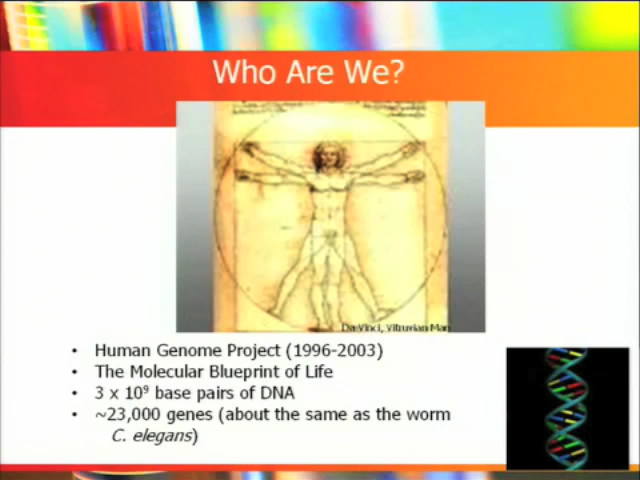 Who Are We?
Da Vinci, Vitruvian Man
• Human Genome Project (1996-2003)
• The Molecular Blueprint of Life
• 3 x 10⁹ base pairs of DNA
• ~23,000 genes (about the same as the worm
C. elegans)